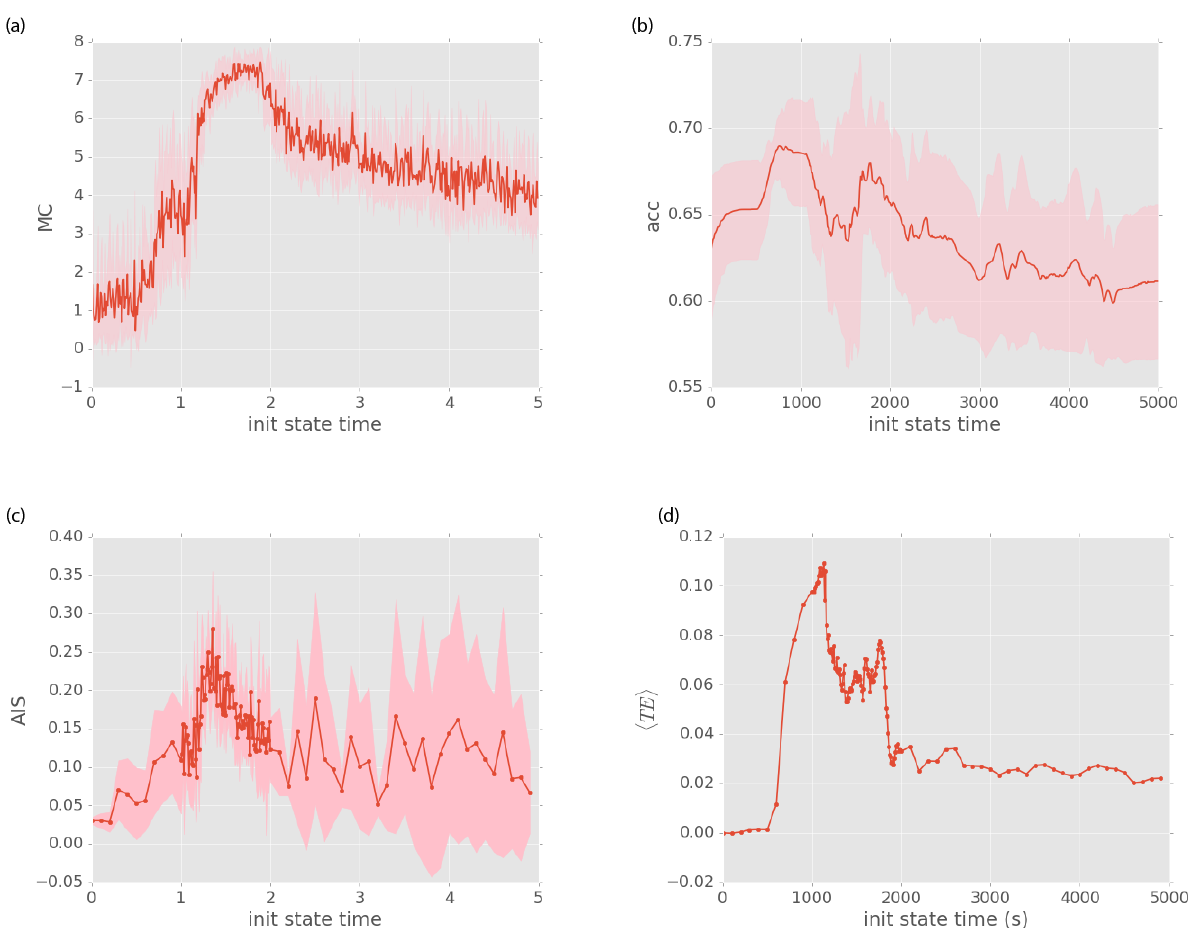 (a)
8
7
6
5
4
3
2
1
0
−1
MC
0 1 2 3 4 5
init state time
(b)
0.75
0.70
0.65
0.60
0.55
acc
0 1000 2000 3000 4000 5000
init stats time
(c)
0.40
0.35
0.30
0.25
0.20
0.15
0.10
0.05
0.00
−0.05
AIS
0 1 2 3 4 5
init state time
(d)
0.12
0.10
0.08
0.06
0.04
0.02
0.00
−0.02
⟨TE⟩
0 1000 2000 3000 4000 5000
init state time (s)